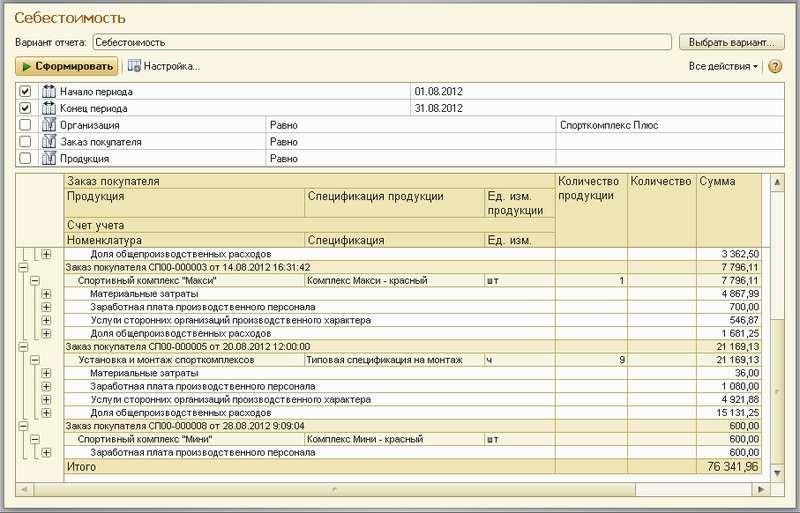 Себестоимость
Вариант отчета: Себестоимость Выбрать вариант...
Сформировать Настройка... Все действия
Начало периода 01.08.2012
Конец периода 31.08.2012
Организация Равно Спорткомплекс Плюс
Заказ покупателя Равно
Продукция Равно
Заказ покупателя Количество продукции Количество Сумма
Продукция Спецификация продукции Ед. изм. продукции
Счет учета
Номенклатура Спецификация Ед. изм.
Доля общепроизводственных расходов 3 362,50
Заказ покупателя СП00-000003 от 14.08.2012 16:31:42 7 796,11
Спортивный комплекс "Макси" Комплекс Макси - красный шт 1 7 796,11
Материальные затраты 4 867,99
Заработная плата производственного персонала 700,00
Услуги сторонних организаций производственного характера 546,87
Доля общепроизводственных расходов 1 681,25
Заказ покупателя СП00-000005 от 20.08.2012 12:00:00 21 169,13
Установка и монтаж спорткомплексов Типовая спецификация на монтаж ч 9 21 169,13
Материальные затраты 36,00
Заработная плата производственного персонала 1 080,00
Услуги сторонних организаций производственного характера 4 921,88
Доля общепроизводственных расходов 15 131,25
Заказ покупателя СП00-000008 от 28.08.2012 9:09:04 600,00
Спортивный комплекс "Мини" Комплекс Мини - красный шт 600,00
Заработная плата производственного персонала 600,00
Итого 76 341,96